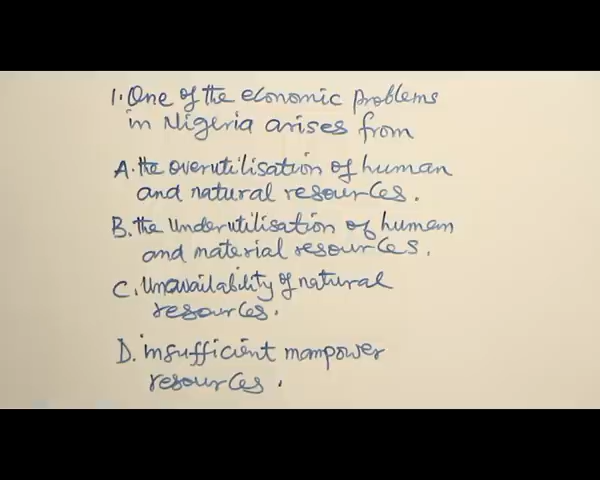 1. One of the economic problems
in Nigeria arises from
A. the overutilisation of human
and natural resources.
B. the underutilisation of human
and material resources.
C. Unavailability of natural
resources.
D. insufficient manpower
resources.